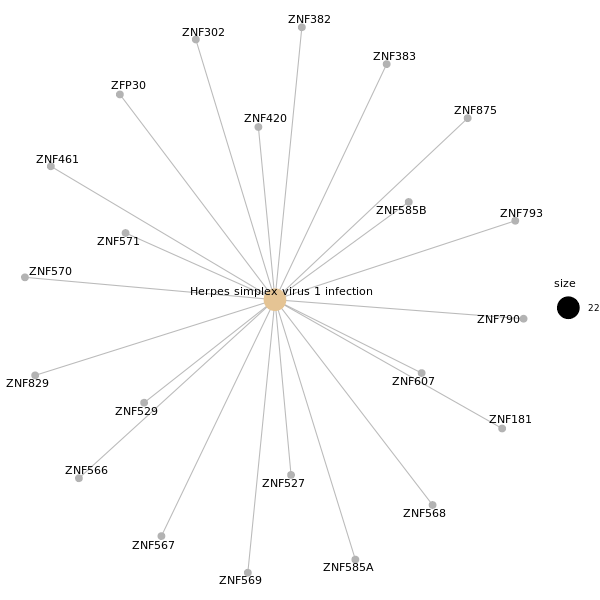 ZNF382
ZNF302
ZNF383
ZFP30
ZNF875
ZNF420
ZNF461
ZNF585B
ZNF793
ZNF571
ZNF570
size
Herpes simplex virus 1 infection
22
ZNF790
ZNF607
ZNF829
ZNF529
ZNF181
ZNF566
ZNF527
ZNF568
ZNF567
ZNF585A
ZNF569